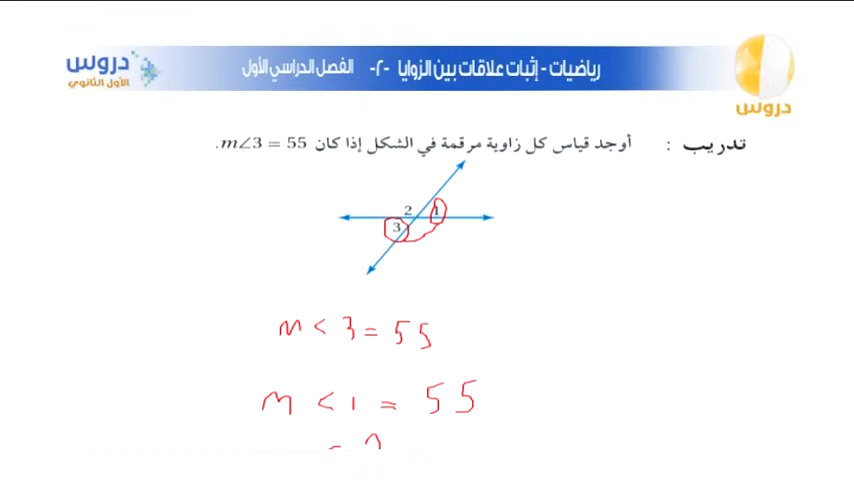 دروس
الأول الثانوي
رياضيات - إثبات علاقات بين الزوايا -٢- الفصل الدراسي الأول
دروس
تدريب : أوجد قياس كل زاوية مرقمة في الشكل إذا كان m∠3 = 55.
2 1
3
m < 3 = 55
m < 1 = 55